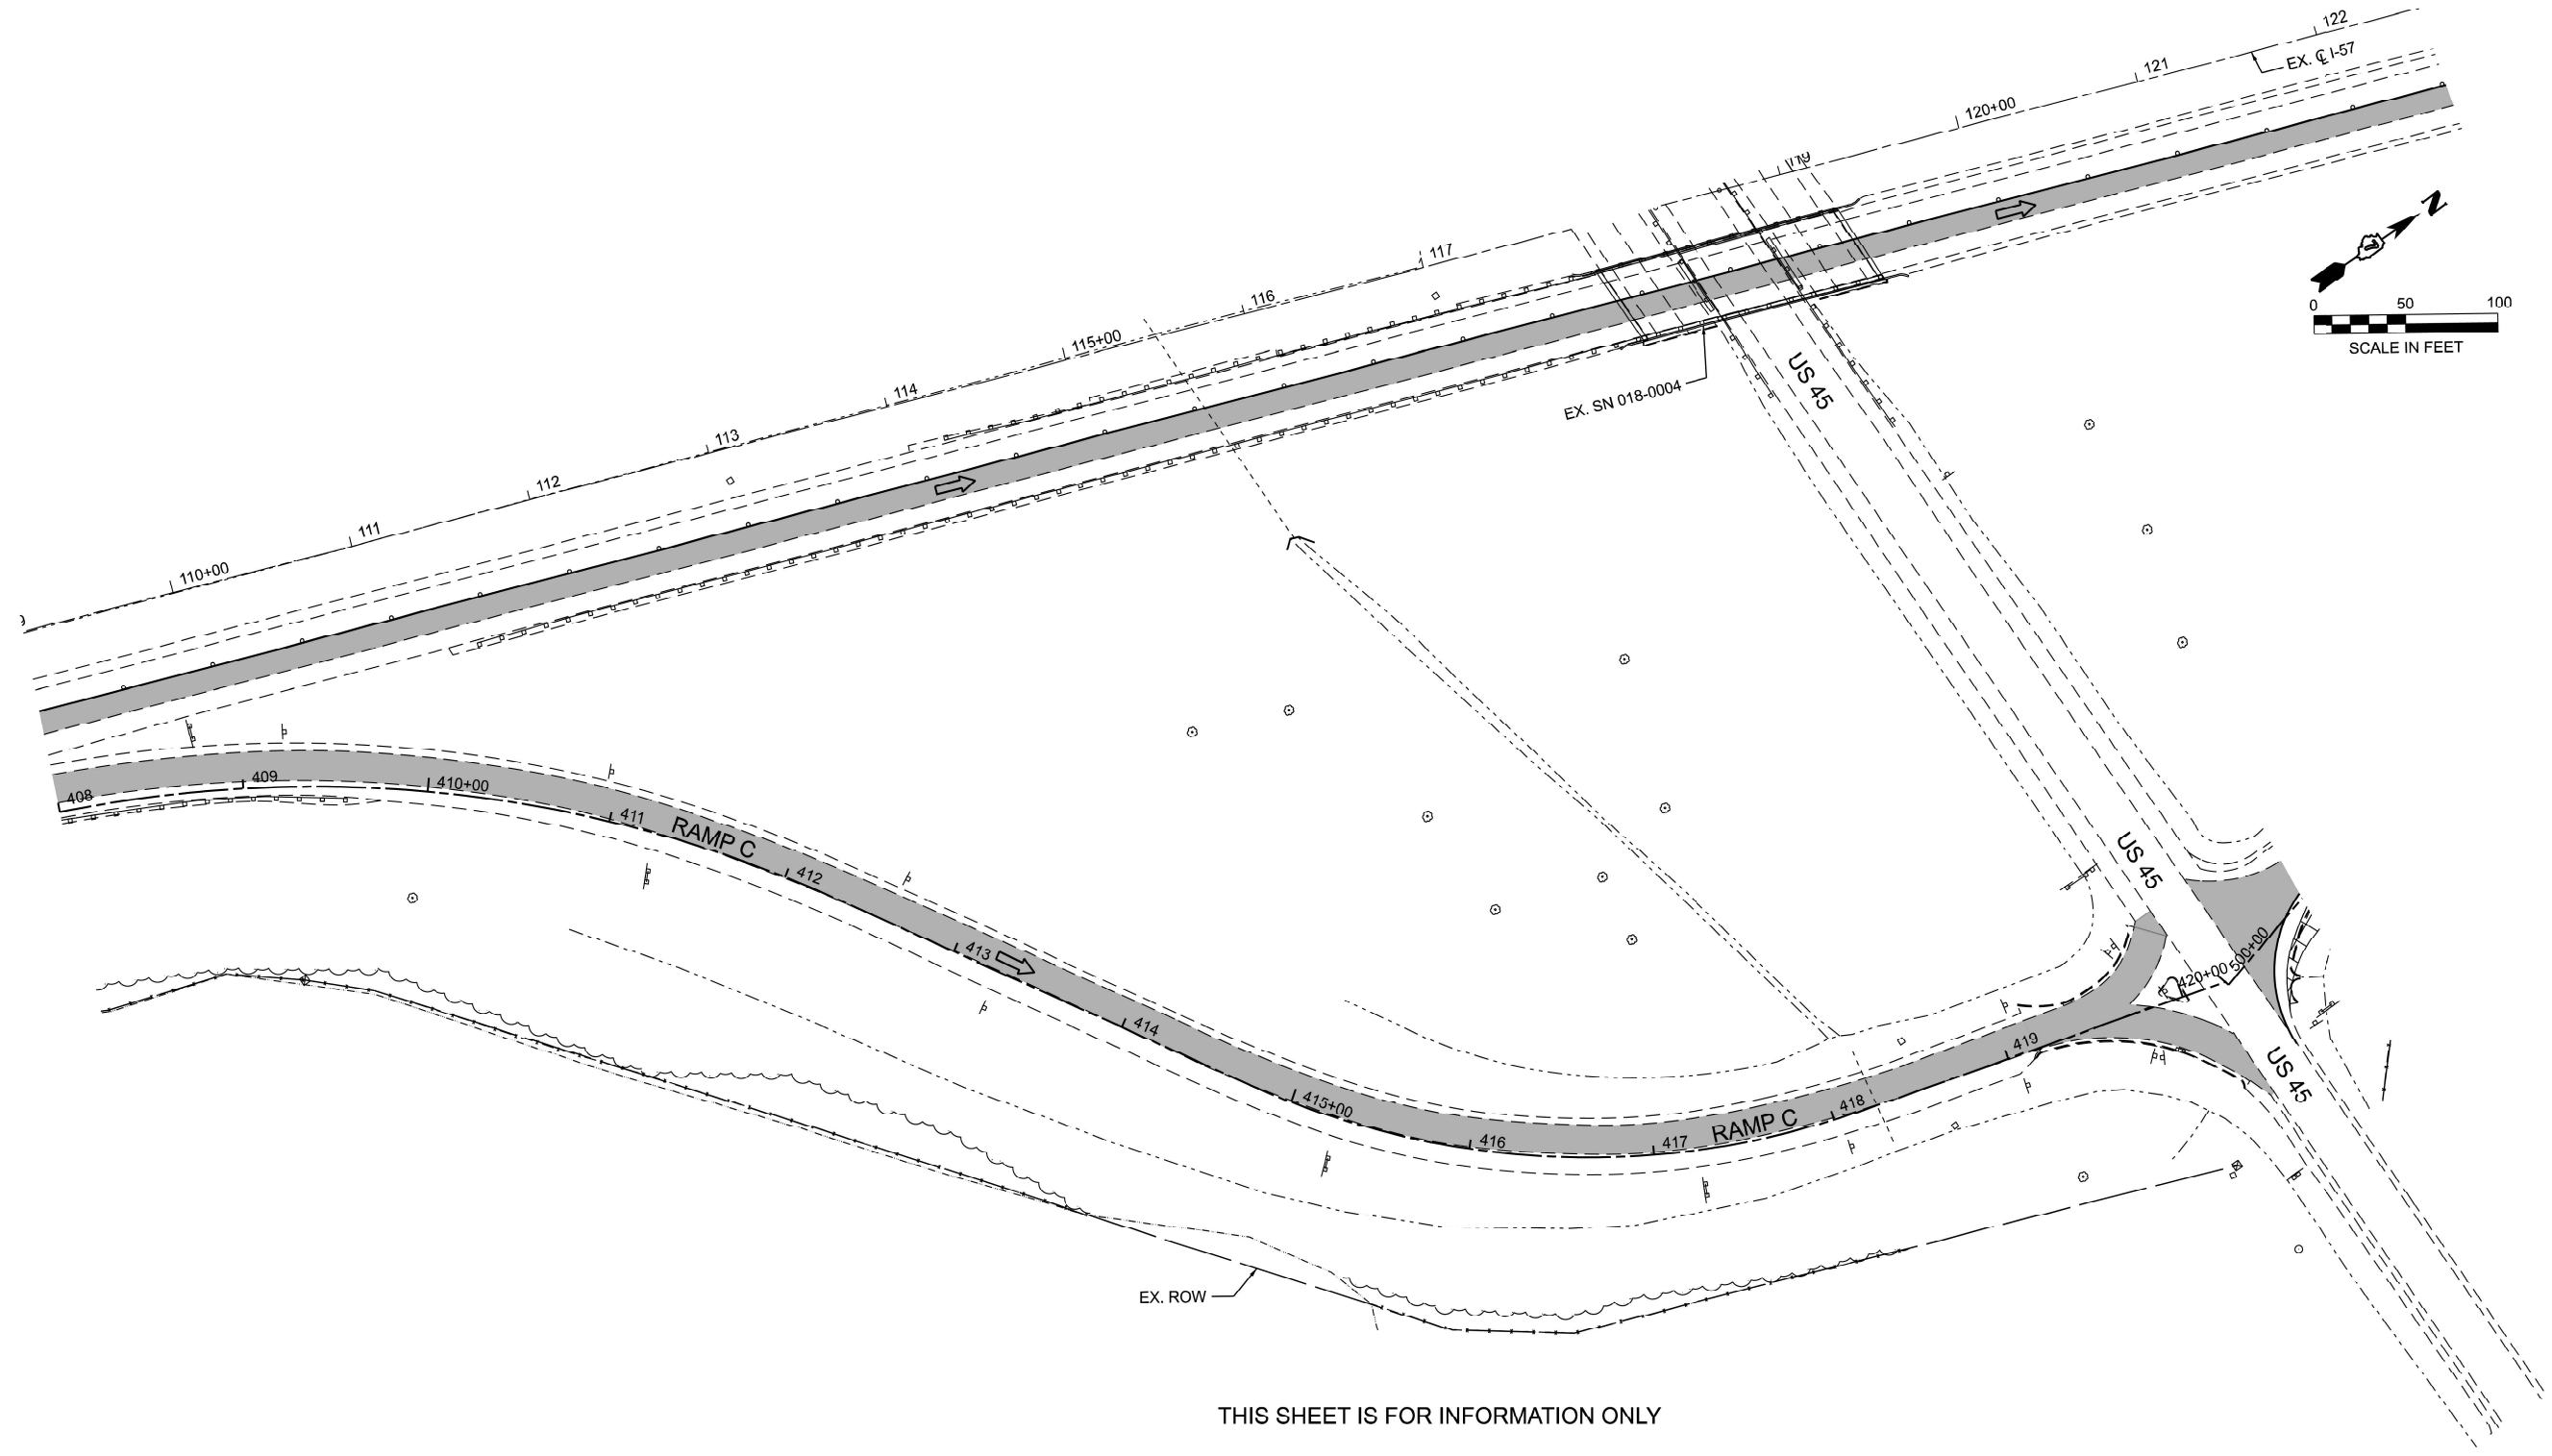 122
EX. ℄ I-57
121
120+00
119
117
116
115+00
114
113
112
111
110+00
9
N
0 50 100
SCALE IN FEET
US 45
EX. SN 018-0004
408
409
410+00
411
RAMP C
412
413
414
415+00
416
417
RAMP C
418
419
420+00
500+00
US 45
US 45
EX. ROW
THIS SHEET IS FOR INFORMATION ONLY